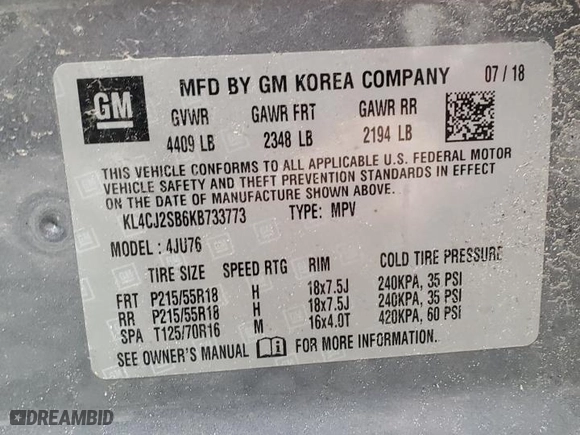 GM
MFD BY GM KOREA COMPANY 07/18
GVWR GAWR FRT GAWR RR
4409 LB 2348 LB 2194 LB
THIS VEHICLE CONFORMS TO ALL APPLICABLE U.S. FEDERAL MOTOR
VEHICLE SAFETY AND THEFT PREVENTION STANDARDS IN EFFECT
ON THE DATE OF MANUFACTURE SHOWN ABOVE.
KL4CJ2SB6KB733773 TYPE: MPV
MODEL: 4JU76
TIRE SIZE SPEED RTG RIM COLD TIRE PRESSURE
FRT P215/55R18 H 18x7.5J 240KPA, 35 PSI
RR P215/55R18 H 18x7.5J 240KPA, 35 PSI
SPA T125/70R16 M 16x4.0T 420KPA, 60 PSI
SEE OWNER'S MANUAL FOR MORE INFORMATION.
DREAMBID